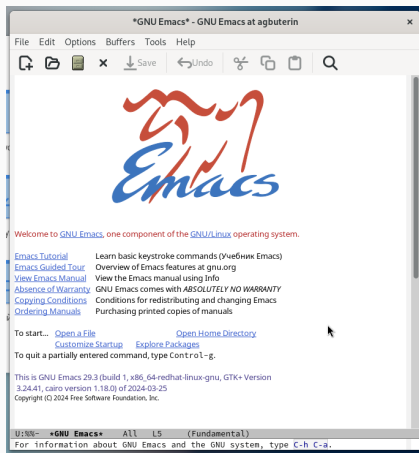 *GNU Emacs* - GNU Emacs at agbuterin
File Edit Options Buffers Tools Help
Save Undo
Emacs
Welcome to GNU Emacs, one component of the GNU/Linux operating system.
Emacs Tutorial Learn basic keystroke commands (Учебник Emacs)
Emacs Guided Tour Overview of Emacs features at gnu.org
View Emacs Manual View the Emacs manual using Info
Absence of Warranty GNU Emacs comes with ABSOLUTELY NO WARRANTY
Copying Conditions Conditions for redistributing and changing Emacs
Ordering Manuals Purchasing printed copies of manuals
To start... Open a File Open Home Directory
Customize Startup Explore Packages
To quit a partially entered command, type Control-g.
This is GNU Emacs 29.3 (build 1, x86_64-redhat-linux-gnu, GTK+ Version
3.24.41, cairo version 1.18.0) of 2024-03-25
Copyright (C) 2024 Free Software Foundation, Inc.
U:%%- *GNU Emacs* All L5 (Fundamental)
For information about GNU Emacs and the GNU system, type C-h C-a.